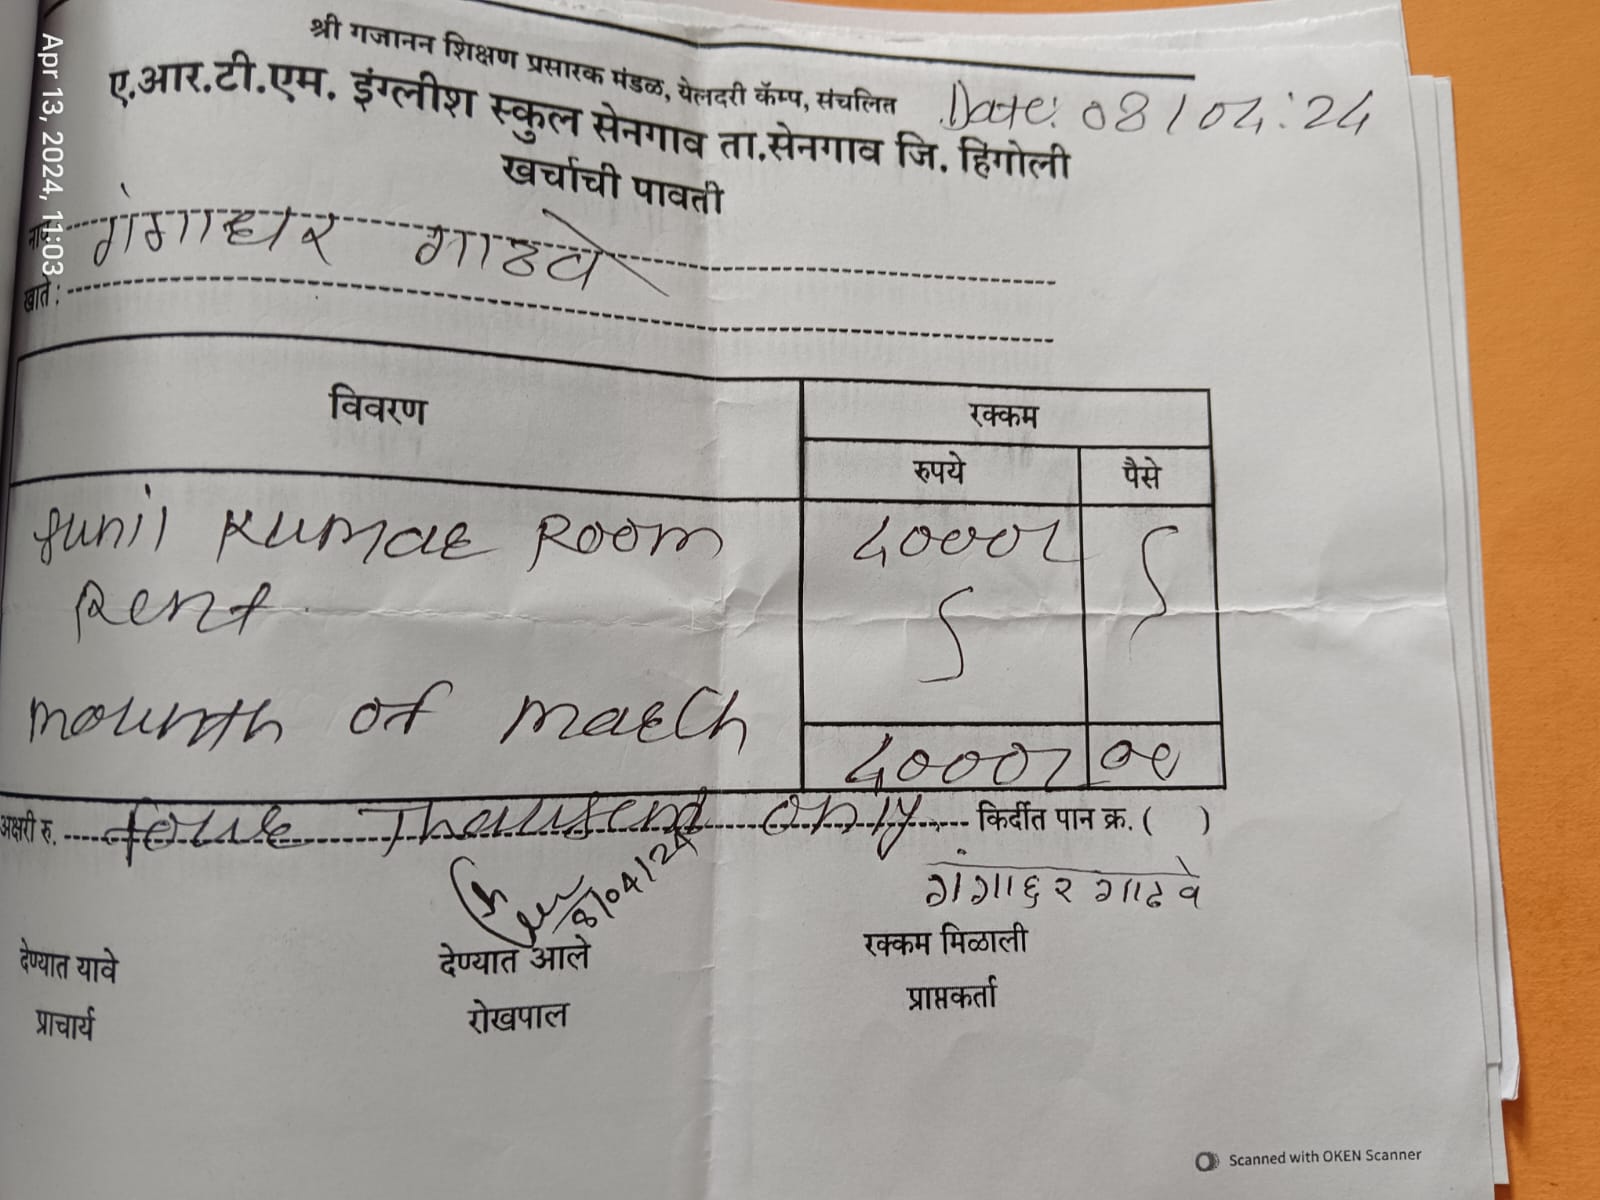 Apr 13, 2024, 11:03
श्री गजानन शिक्षण प्रसारक मंडळ, येलदरी कॅम्प, संचलित
Date: 08/04:24
ए.आर.टी.एम. इंग्लीश स्कुल सेनगाव ता.सेनगाव जि. हिंगोली
खर्चाची पावती
गंगाधर गाढवे
खाते :
विवरण रक्कम
रुपये पैसे
Sunil Kumar Room 4000/
Rent
mounth of march
4000/ 00
अक्षरी रु. foure Thausend only किर्दीत पान क्र. ( )
8/04/24
गंगाधर गाढवे
देण्यात यावे देण्यात आले रक्कम मिळाली
प्राचार्य रोखपाल प्राप्तकर्ता
Scanned with OKEN Scanner